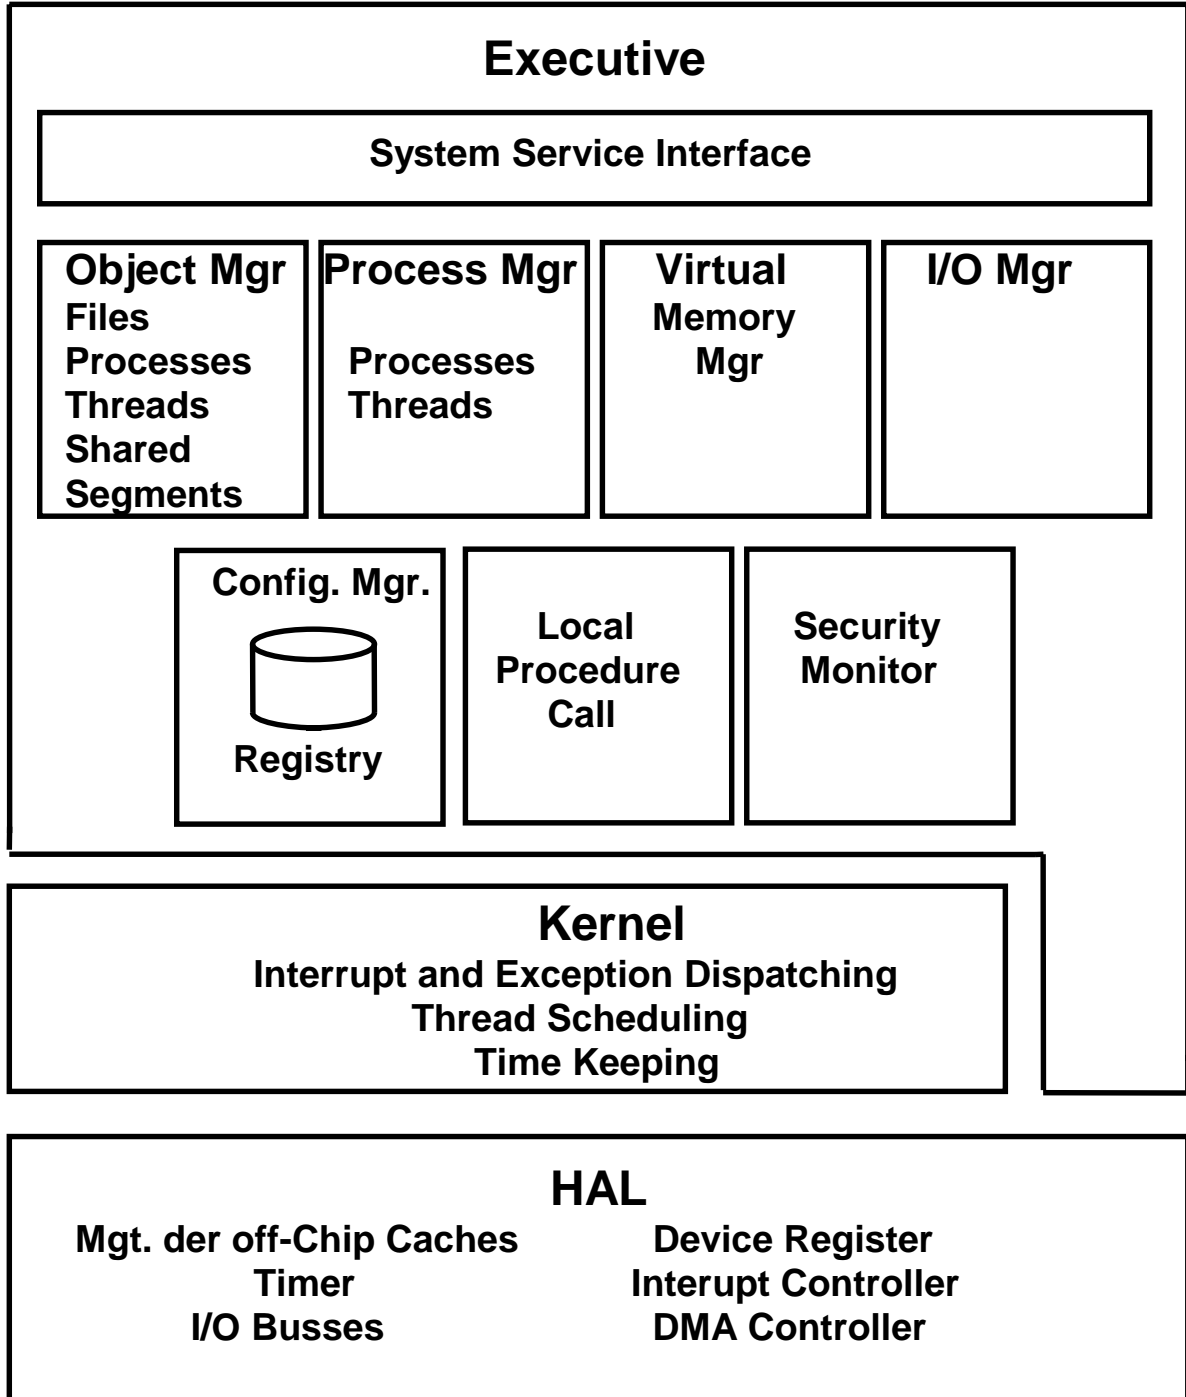 Executive
System Service Interface
Object Mgr
Files
Processes
Threads
Shared
Segments
Process Mgr
Processes
Threads
Virtual
Memory
Mgr
I/O Mgr
Config. Mgr.
Registry
Local
Procedure
Call
Security
Monitor
Kernel
Interrupt and Exception Dispatching
Thread Scheduling
Time Keeping
HAL
Mgt. der off-Chip Caches
Timer
I/O Busses
Device Register
Interupt Controller
DMA Controller